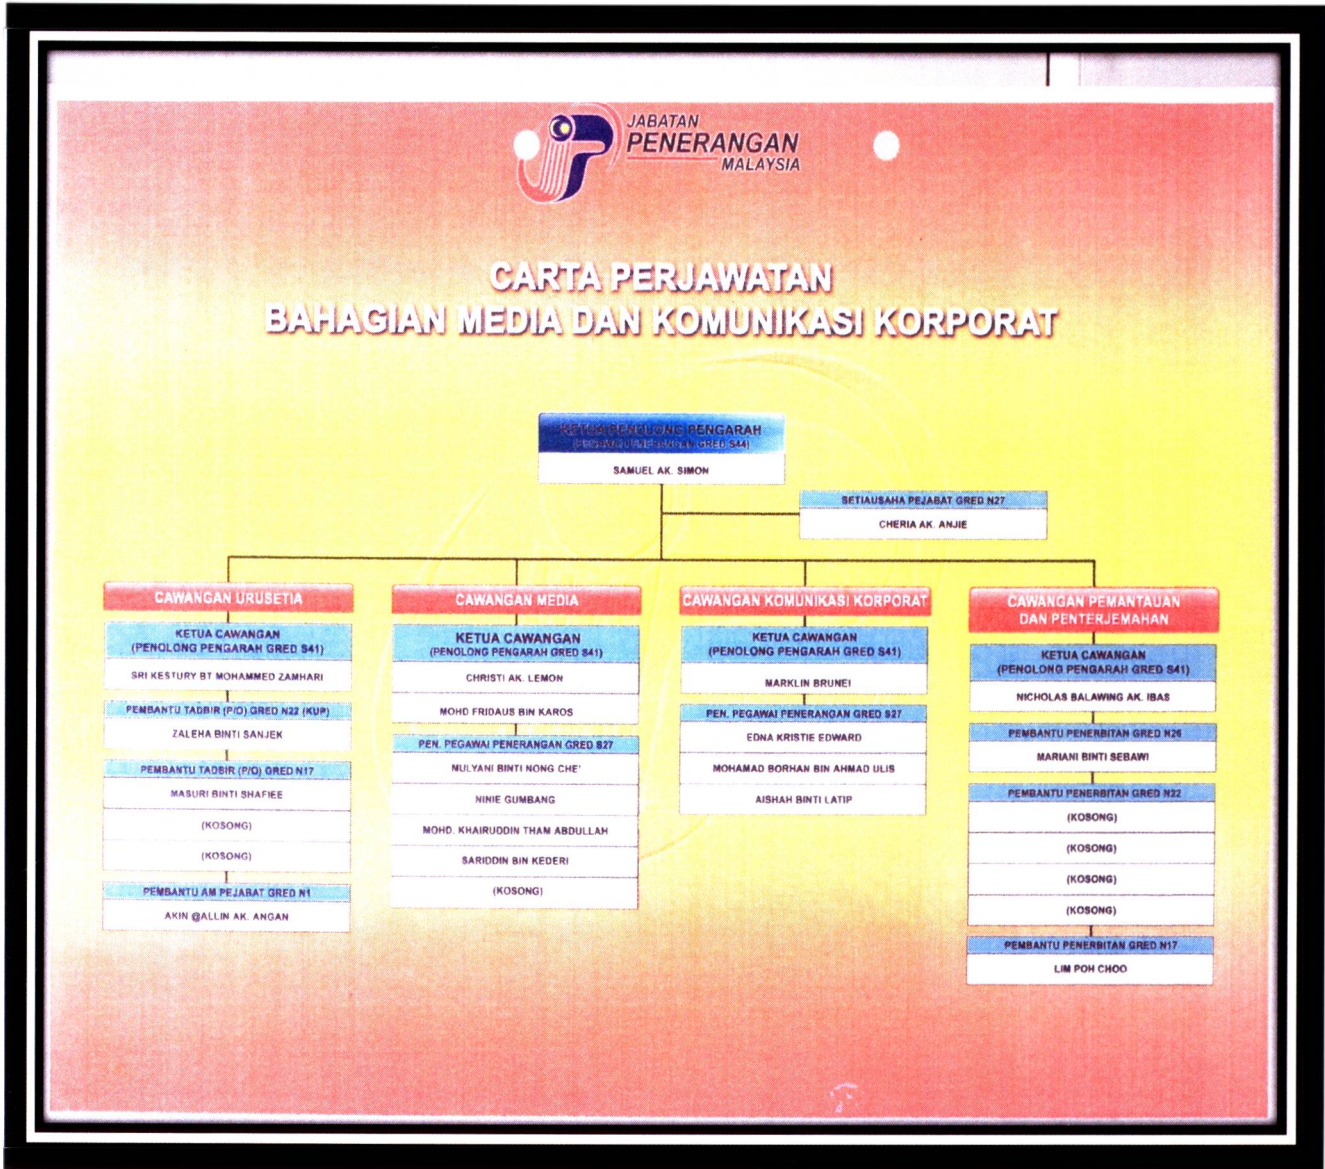 JABATAN
PENERANGAN
MALAYSIA
CARTA PERJAWATAN
BAHAGIAN MEDIA DAN KOMUNIKASI KORPORAT
KETUA PENOLONG PENGARAH
(PEGAWAI PENERANGAN GRED S44)
SAMUEL AK. SIMON
SETIAUSAHA PEJABAT GRED N27
CHERIA AK. ANJIE
CAWANGAN URUSETIA
KETUA CAWANGAN
(PENOLONG PENGARAH GRED S41)
SRI KESTURY BT MOHAMMED ZAMHARI
PEMBANTU TADBIR (P/O) GRED N22 (KUP)
ZALEHA BINTI SANJEK
PEMBANTU TADBIR (P/O) GRED N17
MASURI BINTI SHAFIEE
(KOSONG)
(KOSONG)
PEMBANTU AM PEJABAT GRED N1
AKIN @ALLIN AK. ANGAN
CAWANGAN MEDIA
KETUA CAWANGAN
(PENOLONG PENGARAH GRED S41)
CHRISTI AK. LEMON
MOHD FRIDAUS BIN KAROS
PEN. PEGAWAI PENERANGAN GRED S27
MULYANI BINTI NONG CHE'
NINIE GUMBANG
MOHD. KHAIRUDDIN THAM ABDULLAH
SARIDDIN BIN KEDERI
(KOSONG)
CAWANGAN KOMUNIKASI KORPORAT
KETUA CAWANGAN
(PENOLONG PENGARAH GRED S41)
MARKLIN BRUNEI
PEN. PEGAWAI PENERANGAN GRED S27
EDNA KRISTIE EDWARD
MOHAMAD BORHAN BIN AHMAD ULIS
AISHAH BINTI LATIP
CAWANGAN PEMANTAUAN
DAN PENTERJEMAHAN
KETUA CAWANGAN
(PENOLONG PENGARAH GRED S41)
NICHOLAS BALAWING AK. IBAS
PEMBANTU PENERBITAN GRED N26
MARIANI BINTI SEBAWI
PEMBANTU PENERBITAN GRED N22
(KOSONG)
(KOSONG)
(KOSONG)
(KOSONG)
PEMBANTU PENERBITAN GRED N17
LIM POH CHOO